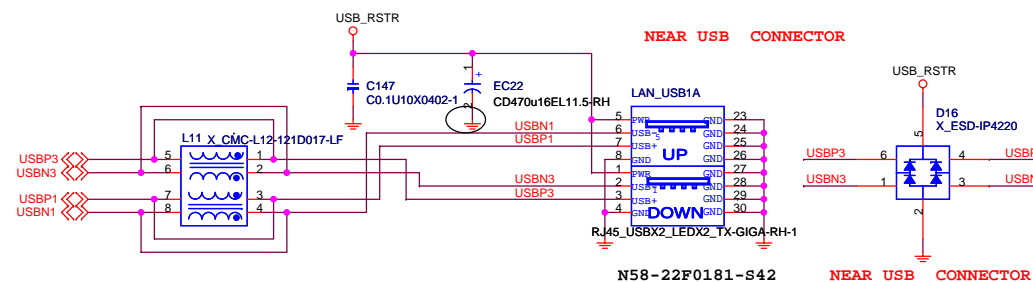 USB_RSTR
NEAR USB CONNECTOR
USB_RSTR
C147
C0.1U10X0402-1
1
+
2
EC22
CD470u16EL11.5-RH
LAN_USB1A
D16
X_ESD-IP4220
L11 X_CMC-L12-121D017-LF
USBN1
USBP1
USBN3
USBP3
5 PWR GND 23
6 USB- GND 24
7 USB+ GND 25
8 GND GND 26
UP
1 PWR GND 27
2 USB- GND 28
3 USB+ GND 29
4 GND GND 30
DOWN
RJ45_USBX2_LEDX2_TX-GIGA-RH-1
USBP3 5 1
USBN3 6 2
USBP1 7 3
USBN1 8 4
5
USBP3 6 4
USBN3 1 3
2
N58-22F0181-S42
NEAR USB CONNECTOR